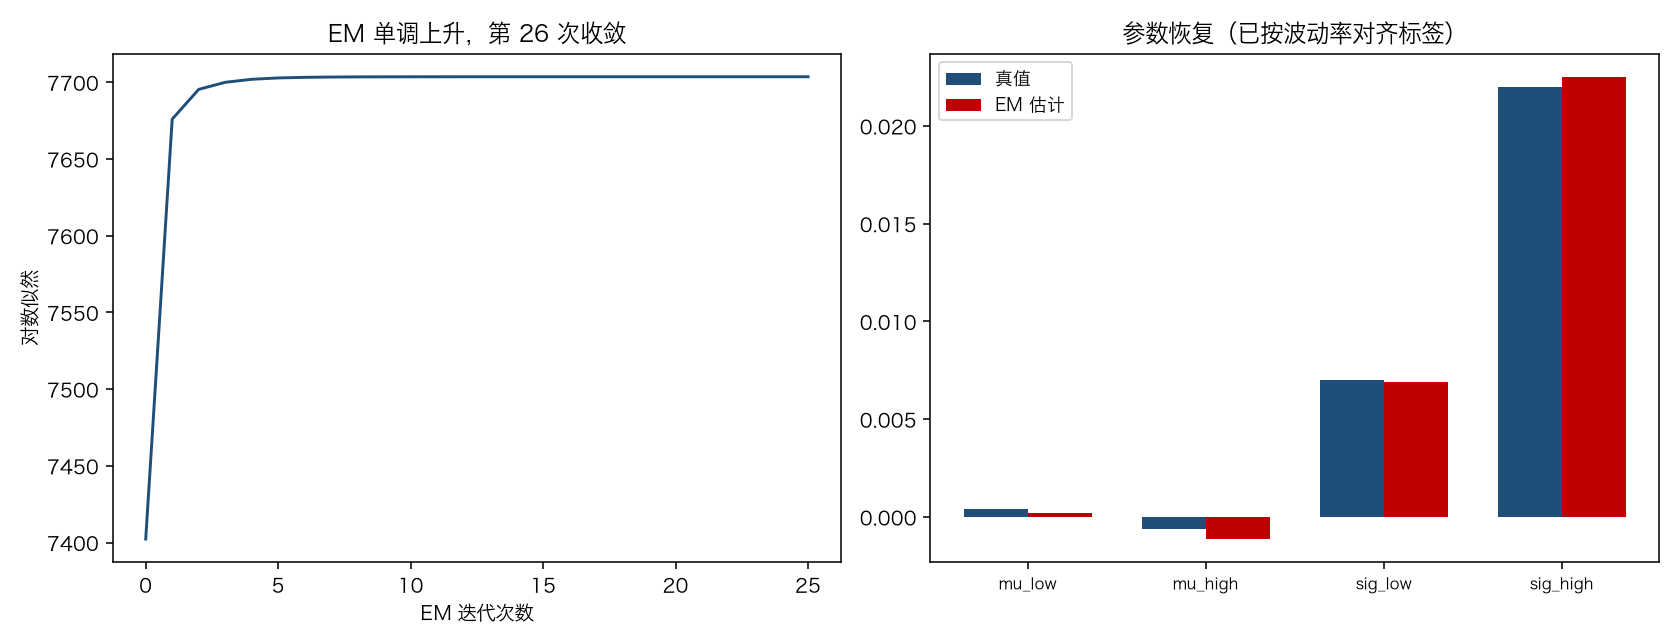 EM 单调上升，第 26 次收敛
对数似然
7700
7650
7600
7550
7500
7450
7400
0 5 10 15 20 25
EM 迭代次数
参数恢复（已按波动率对齐标签）
真值
EM 估计
0.020
0.015
0.010
0.005
0.000
mu_low mu_high sig_low sig_high